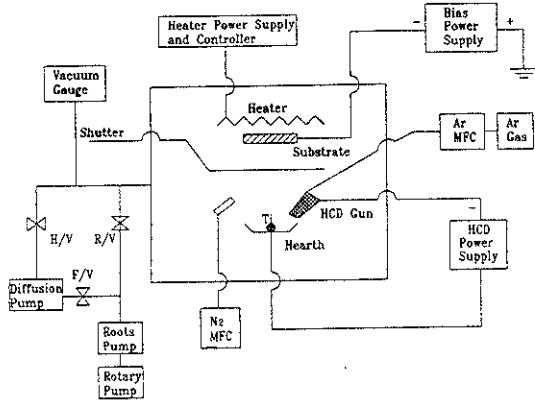 Heater Power Supply
and Controller
−
Bias
Power
Supply
+
Vacuum
Gauge
Heater
Shutter
Substrate
Ar
MFC
Ar
Gas
Ti
HCD Gun
−
H/V
R/V
Hearth
HCD
Power
Supply
F/V
Diffusion
Pump
N2
MFC
Roots
Pump
Rotary
Pump